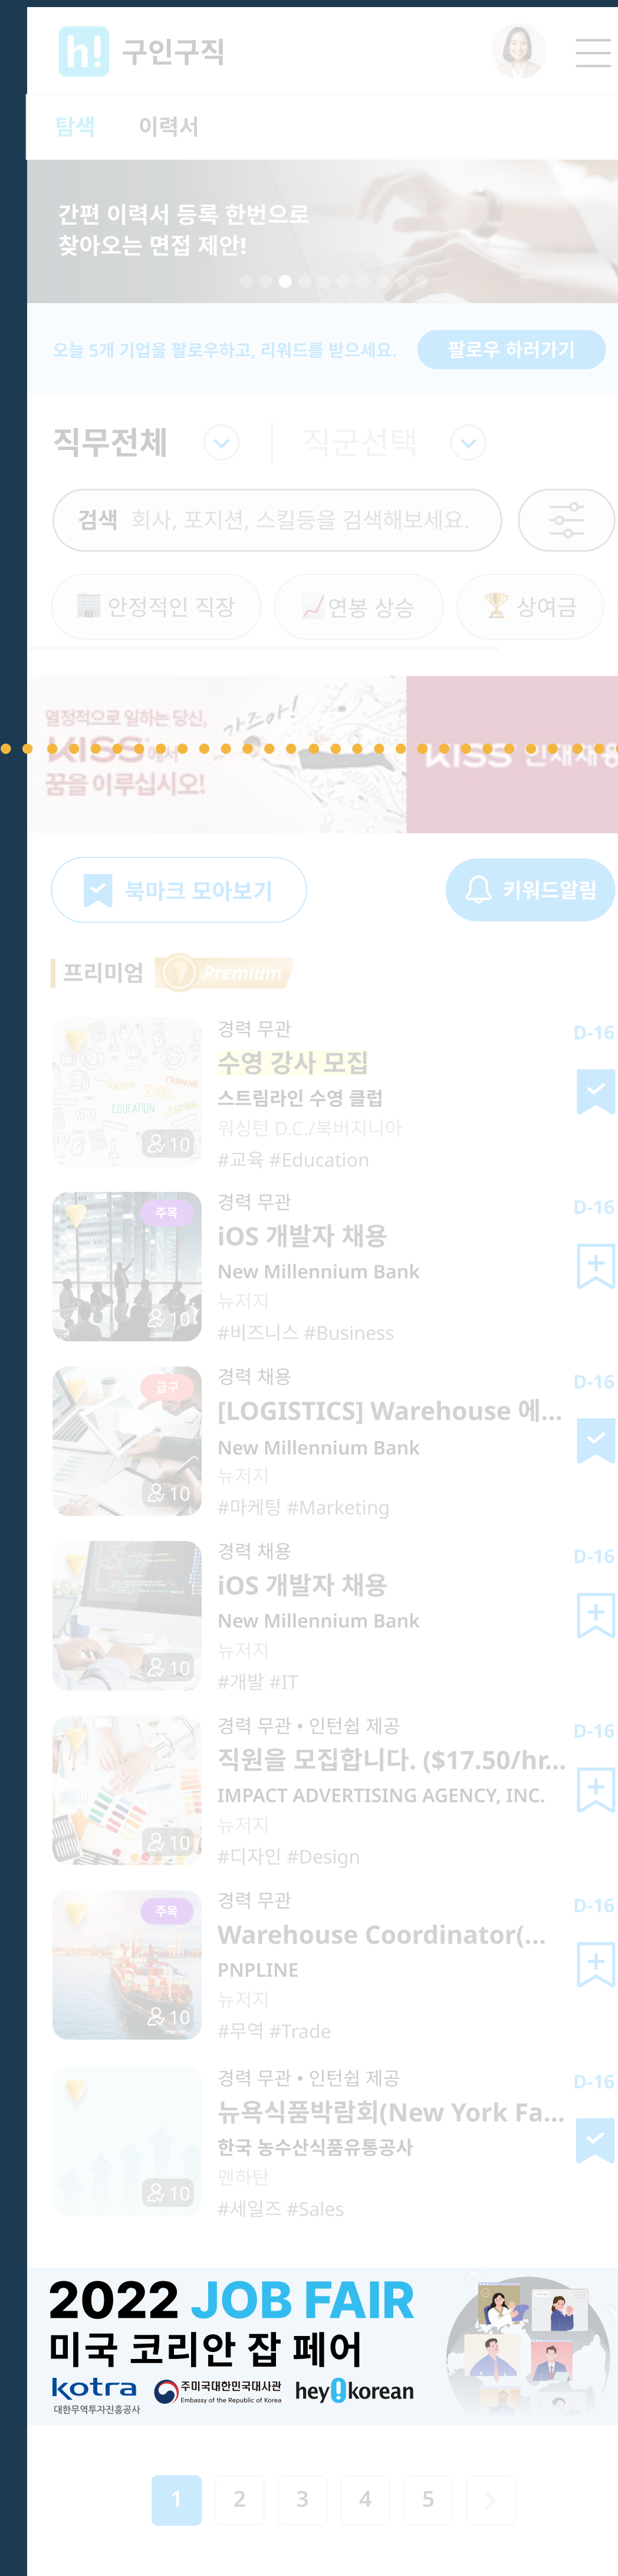 h! 구인구직
탐색 이력서
간편 이력서 등록 한번으로
찾아오는 면접 제안!
오늘 5개 기업을 팔로우하고, 리워드를 받으세요. 팔로우 하러가기
직무전체 직군선택
검색 회사, 포지션, 스킬등을 검색해보세요.
안정적인 직장 연봉 상승 상여금
열정적으로 일하는 당신,
KISS에서
꿈을 이루십시오!
가즈아!
KISS 인재채용
북마크 모아보기 키워드알림
프리미엄 Premium
TEACHING TRAINING
SCHOOL
EDUCATION LEARNING
10
경력 무관 D-16
수영 강사 모집
스트림라인 수영 클럽
워싱턴 D.C./북버지니아
#교육 #Education
주목
10
경력 무관 D-16
iOS 개발자 채용
New Millennium Bank
뉴저지
#비즈니스 #Business
급구
10
경력 채용 D-16
[LOGISTICS] Warehouse 에...
New Millennium Bank
뉴저지
#마케팅 #Marketing
10
경력 채용 D-16
iOS 개발자 채용
New Millennium Bank
뉴저지
#개발 #IT
10
경력 무관 • 인턴쉽 제공 D-16
직원을 모집합니다. ($17.50/hr...
IMPACT ADVERTISING AGENCY, INC.
뉴저지
#디자인 #Design
주목
10
경력 무관 D-16
Warehouse Coordinator(...
PNPLINE
뉴저지
#무역 #Trade
10
경력 무관 • 인턴쉽 제공 D-16
뉴욕식품박람회(New York Fa...
한국 농수산식품유통공사
맨하탄
#세일즈 #Sales
2022 JOB FAIR
미국 코리안 잡 페어
kotra 주미국대한민국대사관 hey!korean
대한무역투자진흥공사 Embassy of the Republic of Korea
1 2 3 4 5